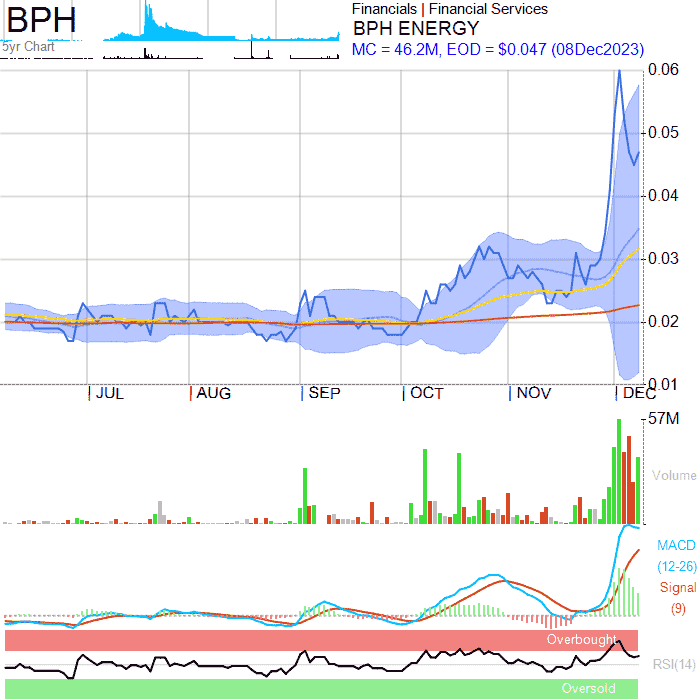 BPH
5yr Chart
Financials | Financial Services
BPH ENERGY
MC = 46.2M, EOD = $0.047 (08Dec2023)
0.06
0.05
0.04
0.03
0.02
0.01
JUL AUG SEP OCT NOV DEC
57M
Volume
MACD
(12-26)
Signal
(9)
Overbought
RSI(14)
Oversold